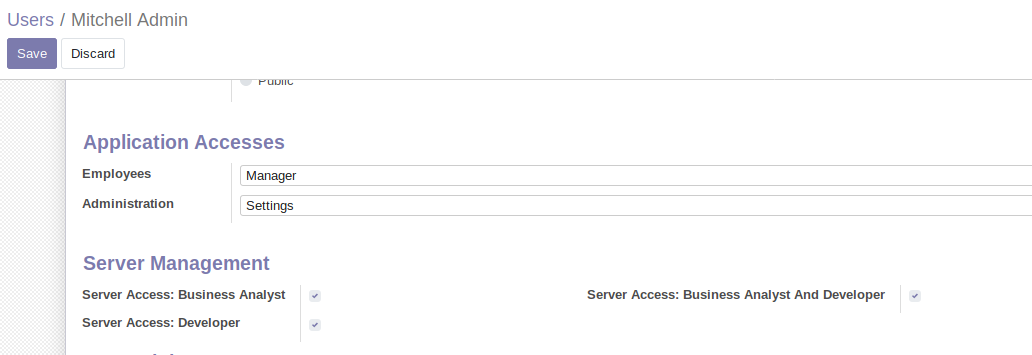 Users / Mitchell Admin
Save Discard
Public
Application Accesses
Employees Manager
Administration Settings
Server Management
Server Access: Business Analyst Server Access: Business Analyst And Developer
Server Access: Developer